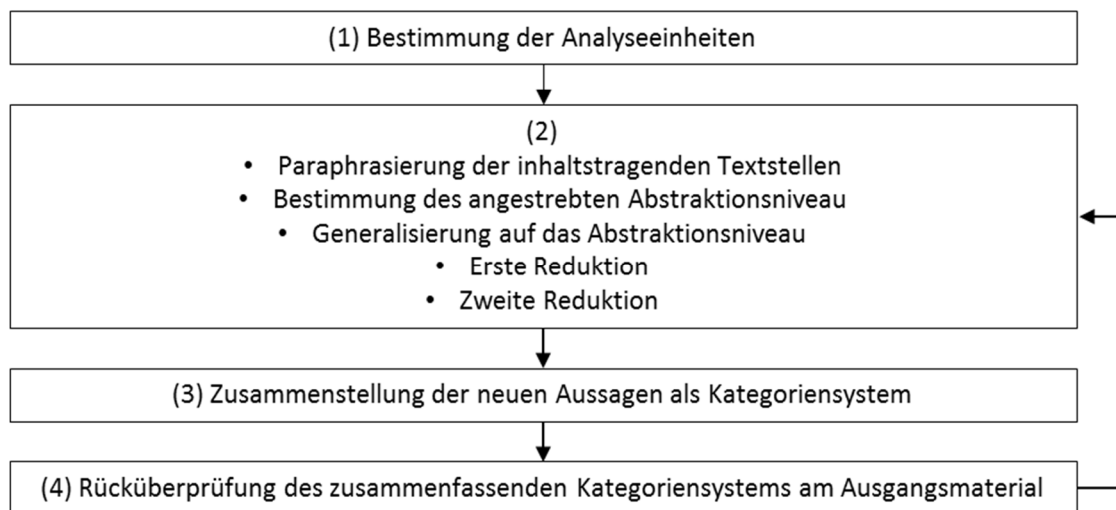 (1) Bestimmung der Analyseeinheiten
(2)
• Paraphrasierung der inhaltstragenden Textstellen
• Bestimmung des angestrebten Abstraktionsniveau
• Generalisierung auf das Abstraktionsniveau
• Erste Reduktion
• Zweite Reduktion
(3) Zusammenstellung der neuen Aussagen als Kategoriensystem
(4) Rücküberprüfung des zusammenfassenden Kategoriensystems am Ausgangsmaterial